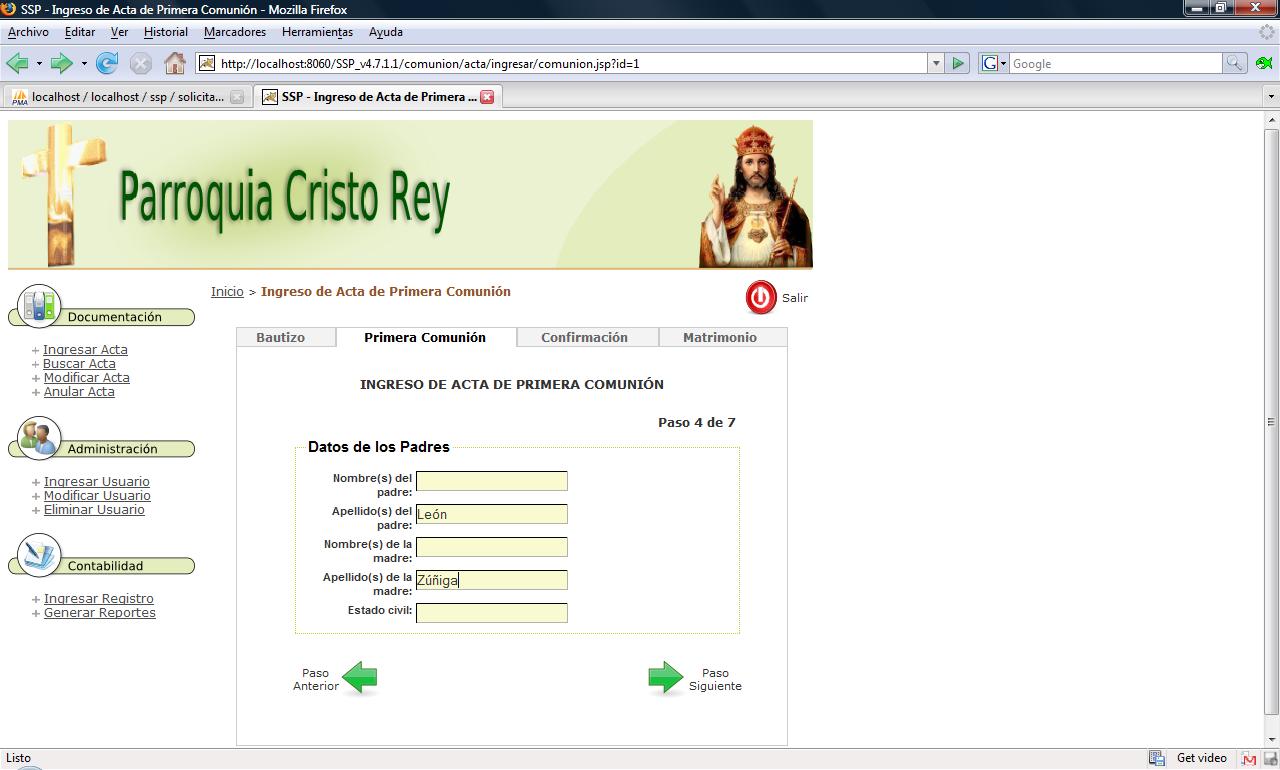 SSP - Ingreso de Acta de Primera Comunión - Mozilla Firefox
Archivo Editar Ver Historial Marcadores Herramientas Ayuda
http://localhost:8060/SSP_v4.7.1.1/comunion/acta/ingresar/comunion.jsp?id=1
G Google
PMA localhost / localhost / ssp / solicita...
SSP - Ingreso de Acta de Primera ...
Parroquia Cristo Rey
Inicio > Ingreso de Acta de Primera Comunión
Salir
Documentación
+ Ingresar Acta
+ Buscar Acta
+ Modificar Acta
+ Anular Acta
Administración
+ Ingresar Usuario
+ Modificar Usuario
+ Eliminar Usuario
Contabilidad
+ Ingresar Registro
+ Generar Reportes
Bautizo Primera Comunión Confirmación Matrimonio
INGRESO DE ACTA DE PRIMERA COMUNIÓN
Paso 4 de 7
Datos de los Padres
Nombre(s) del
padre:
Apellido(s) del
padre:
León
Nombre(s) de la
madre:
Apellido(s) de la
madre:
Zúñiga
Estado civil:
Paso
Anterior
Paso
Siguiente
Listo
Get video